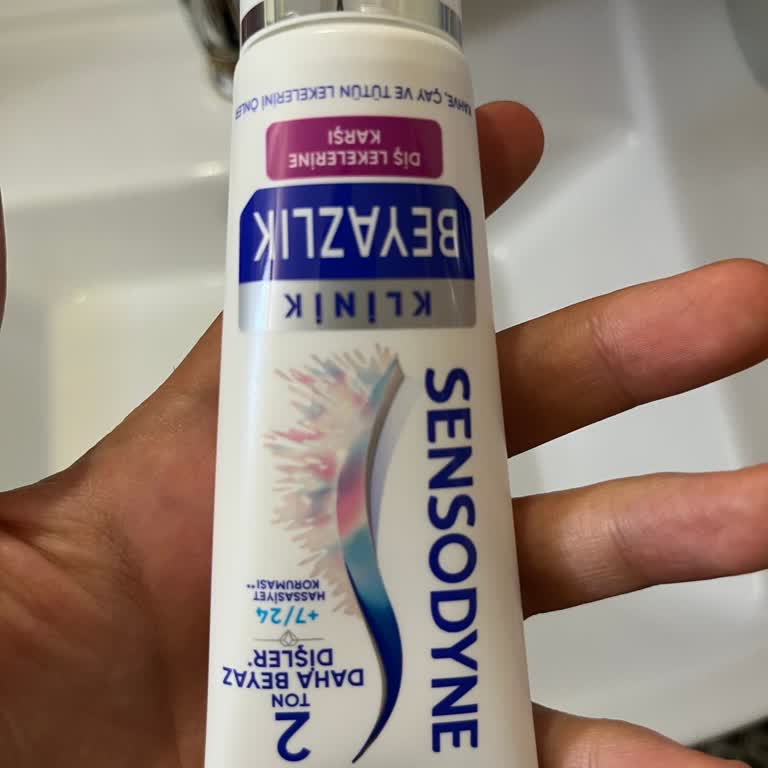 SENSODYNE
2
TON
DAHA BEYAZ
DİŞLER*
+7/24
HASSASİYET
KORUMASI**
KLİNİK
BEYAZLIK
DİŞ LEKELERİNE
KARŞI
KAHVE, ÇAY VE TÜTÜN LEKELERİNİ ÖNLER